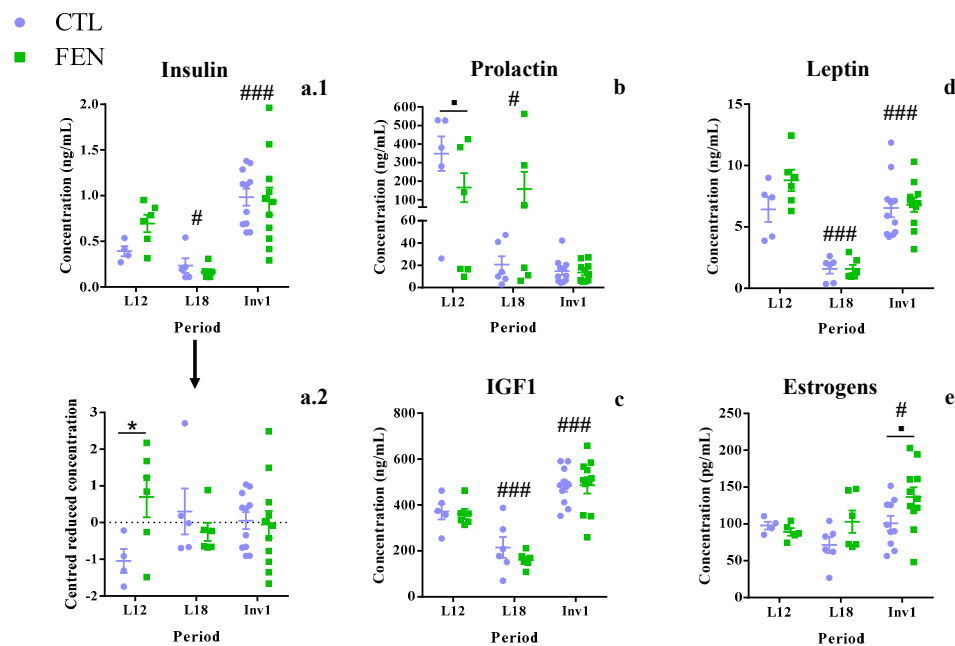 CTL
FEN
Insulin
a.1
###
#
Concentration (ng/mL)
2.0
1.5
1.0
0.5
0.0
L12 L18 Inv1
Period
Prolactin
b
#
Concentration (ng/mL)
600
500
400
300
200
100
60
40
20
0
L12 L18 Inv1
Period
Leptin
d
###
###
Concentration (ng/mL)
15
10
5
0
L12 L18 Inv1
Period
a.2
*
Centred reduced concentration
3
2
1
0
-1
-2
L12 L18 Inv1
Period
IGF1
c
###
###
Concentration (ng/mL)
800
600
400
200
0
L12 L18 Inv1
Period
Estrogens
e
#
Concentration (pg/mL)
250
200
150
100
50
0
L12 L18 Inv1
Period